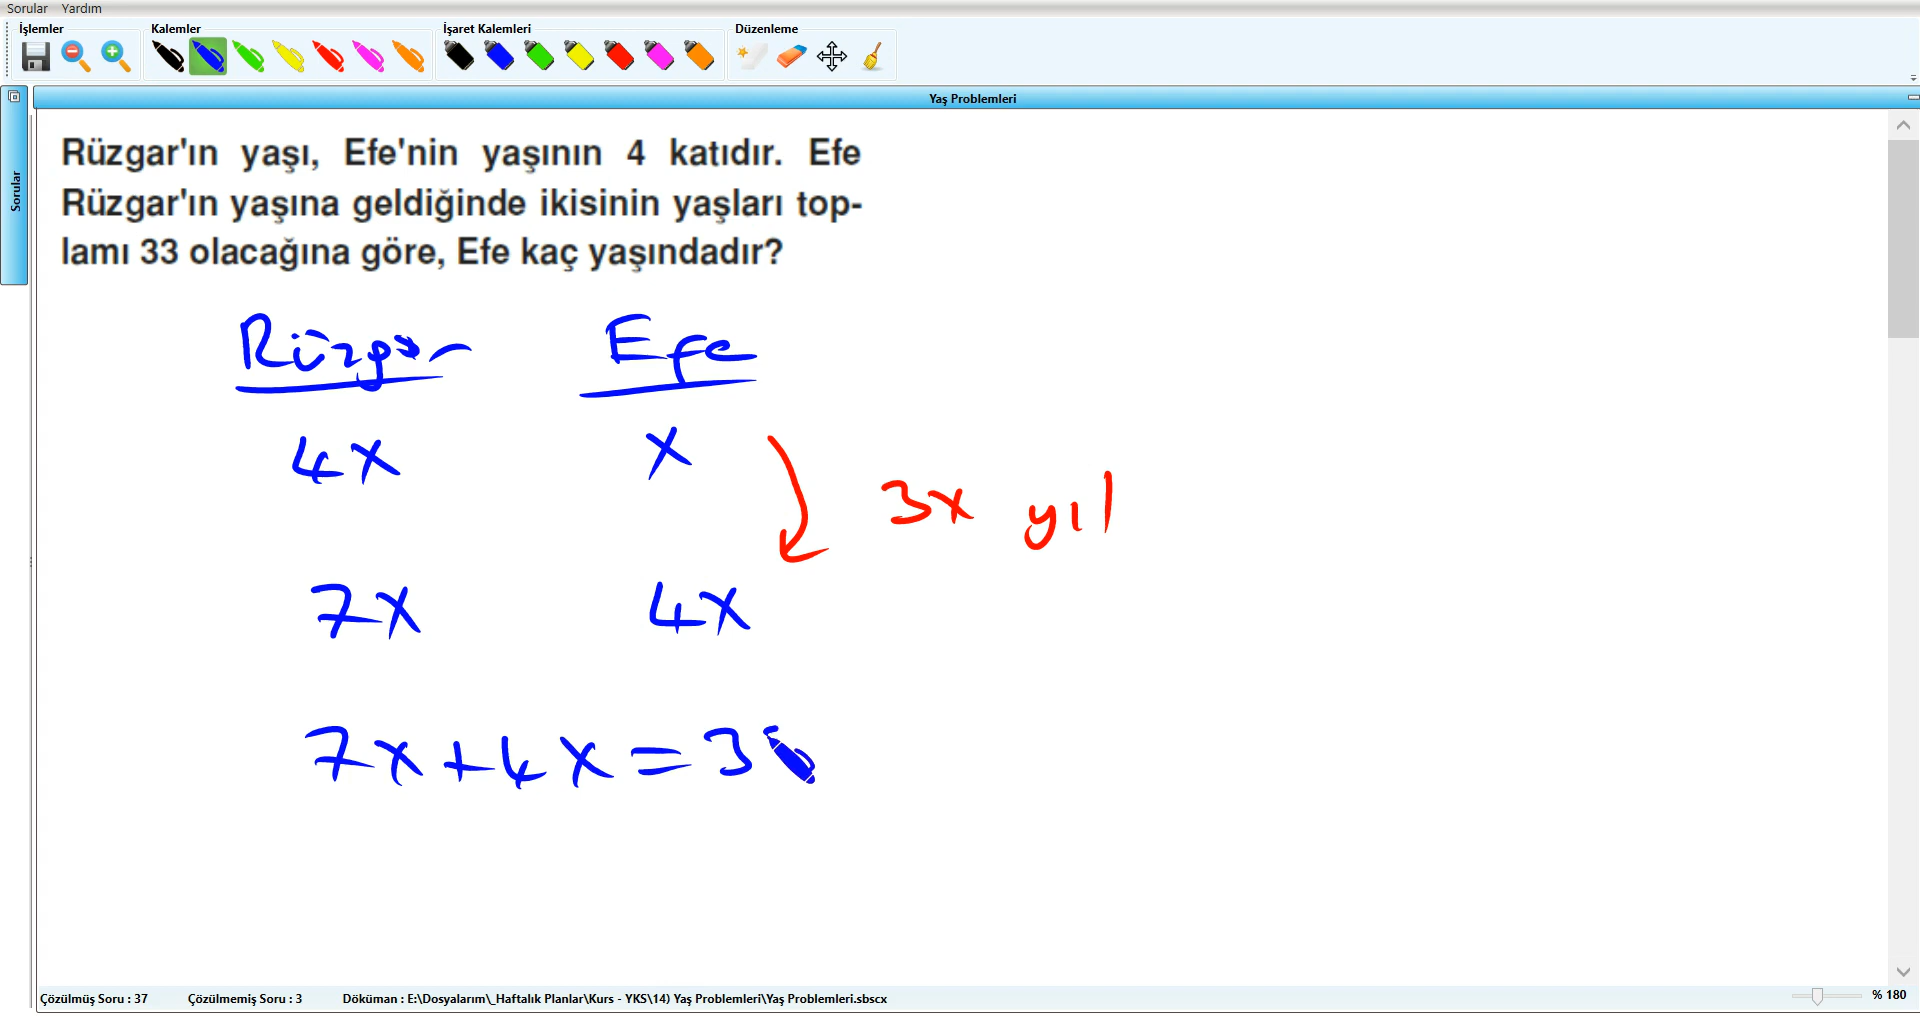 Sorular Yardım
İşlemler Kalemler İşaret Kalemleri Düzenleme
Yaş Problemleri
Sorular
Rüzgar'ın yaşı, Efe'nin yaşının 4 katıdır. Efe
Rüzgar'ın yaşına geldiğinde ikisinin yaşları top-
lamı 33 olacağına göre, Efe kaç yaşındadır?
Rüzgar Efe
4x x
3x yıl
7x 4x
7x+4x=3
Çözülmüş Soru : 37 Çözülmemiş Soru : 3 Döküman : E:\Dosyalarım\_Haftalık Planlar\Kurs - YKS\14) Yaş Problemleri\Yaş Problemleri.sbscx % 180